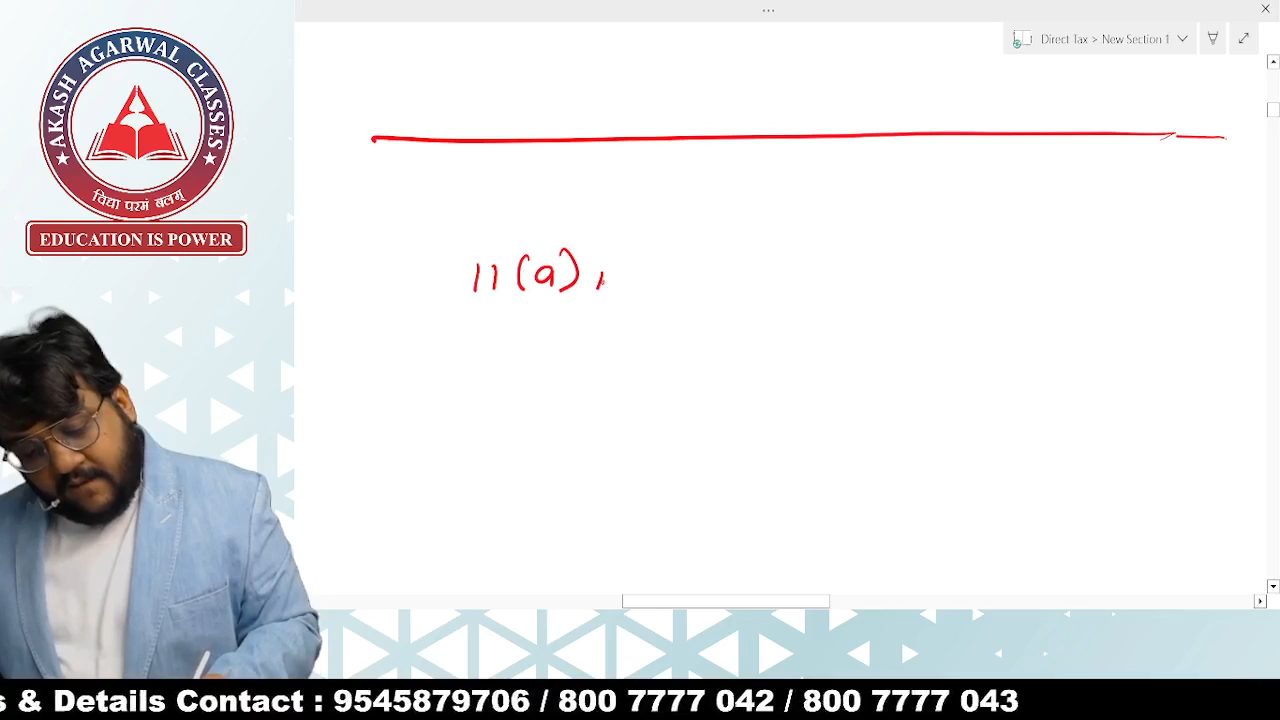 AKASH AGARWAL CLASSES
विद्या परमं बलम्
EDUCATION IS POWER
Direct Tax > New Section 1
11(a),
s & Details Contact : 9545879706 / 800 7777 042 / 800 7777 043